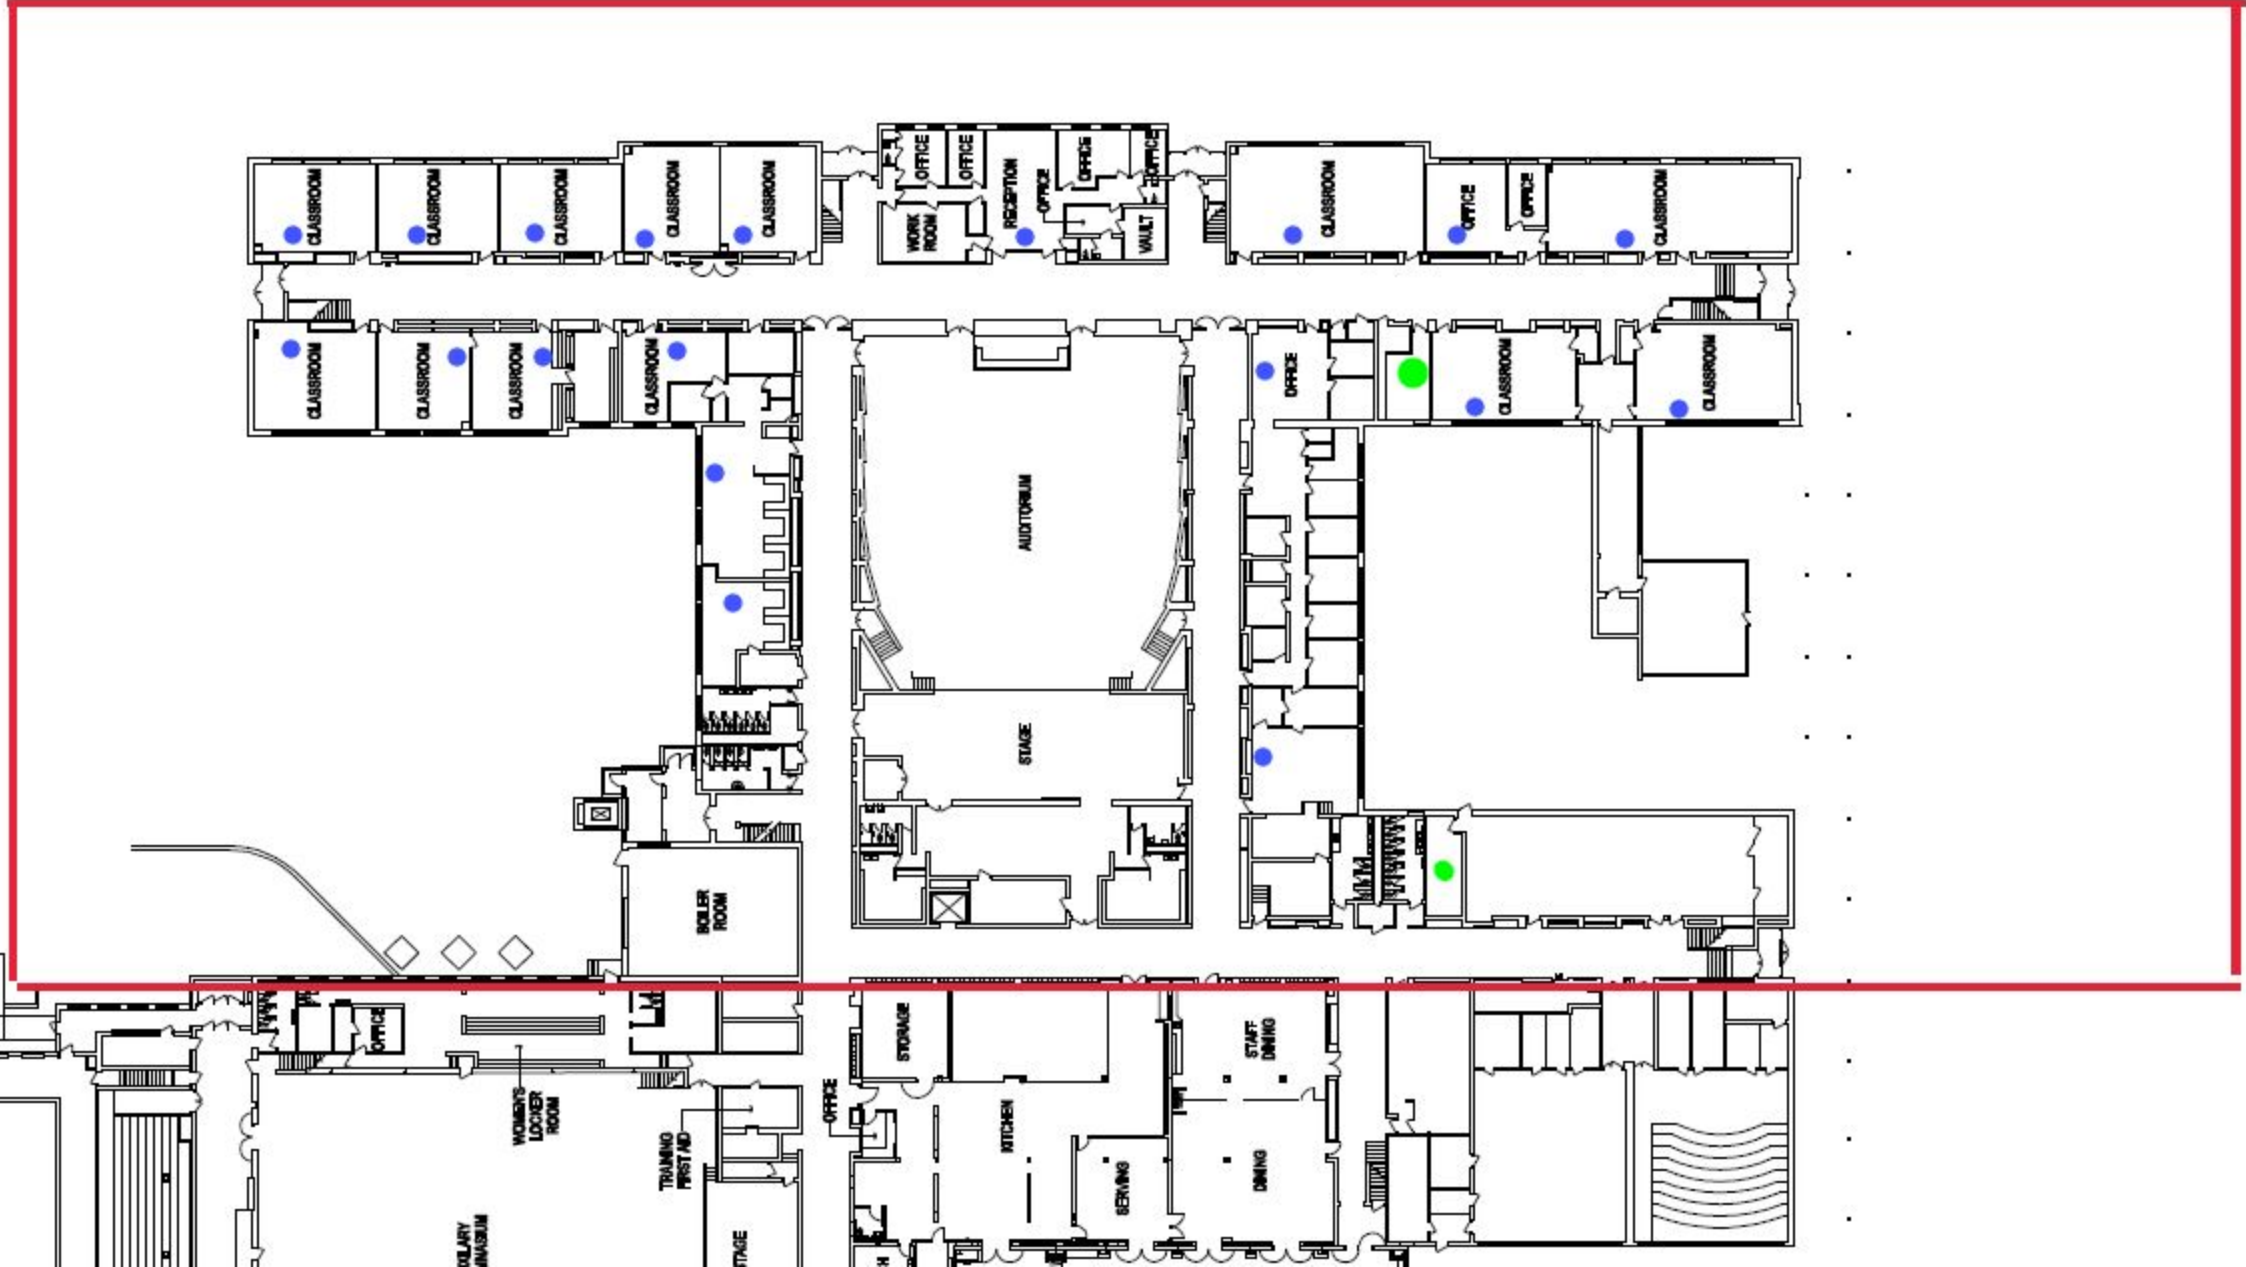 CLASSROOM
CLASSROOM
CLASSROOM
CLASSROOM
CLASSROOM
OFFICE
OFFICE
RECEPTION
OFFICE
OFFICE
OFFICE
WORK
ROOM
VAULT
CLASSROOM
OFFICE
OFFICE
CLASSROOM
CLASSROOM
CLASSROOM
CLASSROOM
CLASSROOM
OFFICE
CLASSROOM
CLASSROOM
AUDITORIUM
STAGE
BOILER
ROOM
OFFICE
STORAGE
STAFF
DINING
WOMEN'S
LOCKER
ROOM
TRAINING
FIRST AID
OFFICE
KITCHEN
SERVING
DINING